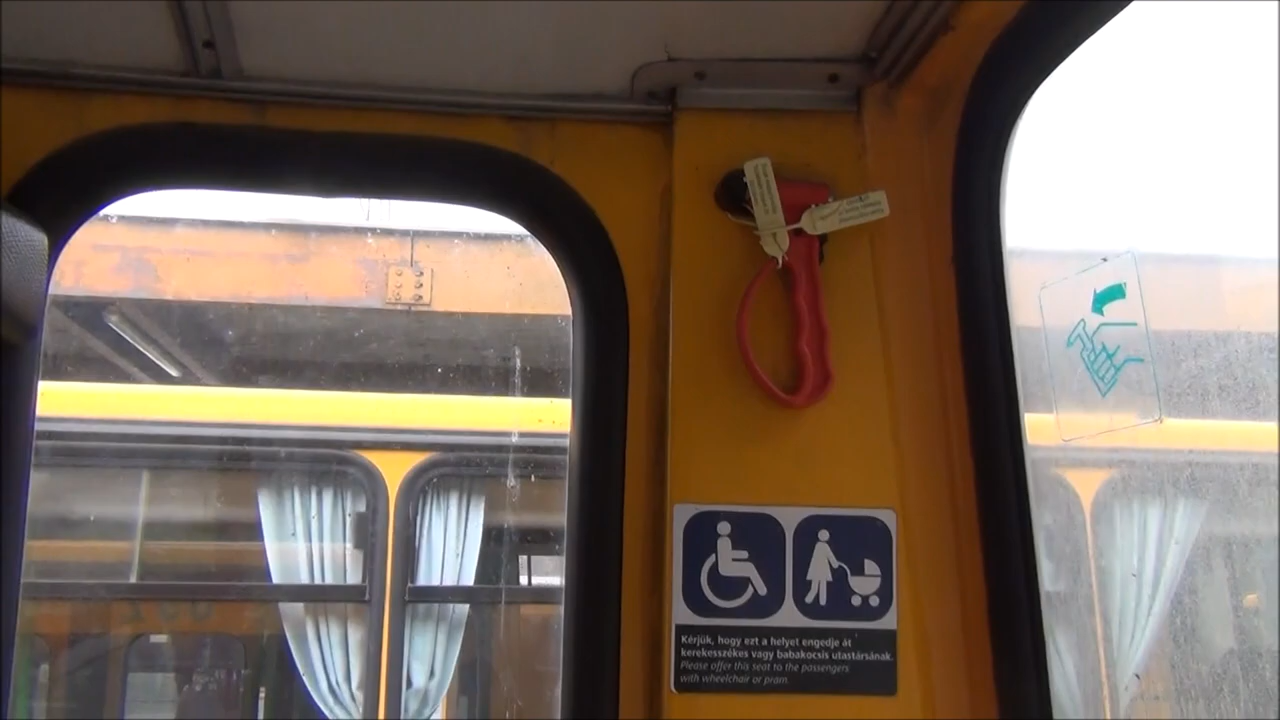 Kérjük, hogy ezt a helyet engedje át
kerekesszékes vagy babakocsis utastársának.
Please offer this seat to the passengers
with wheelchair or pram.